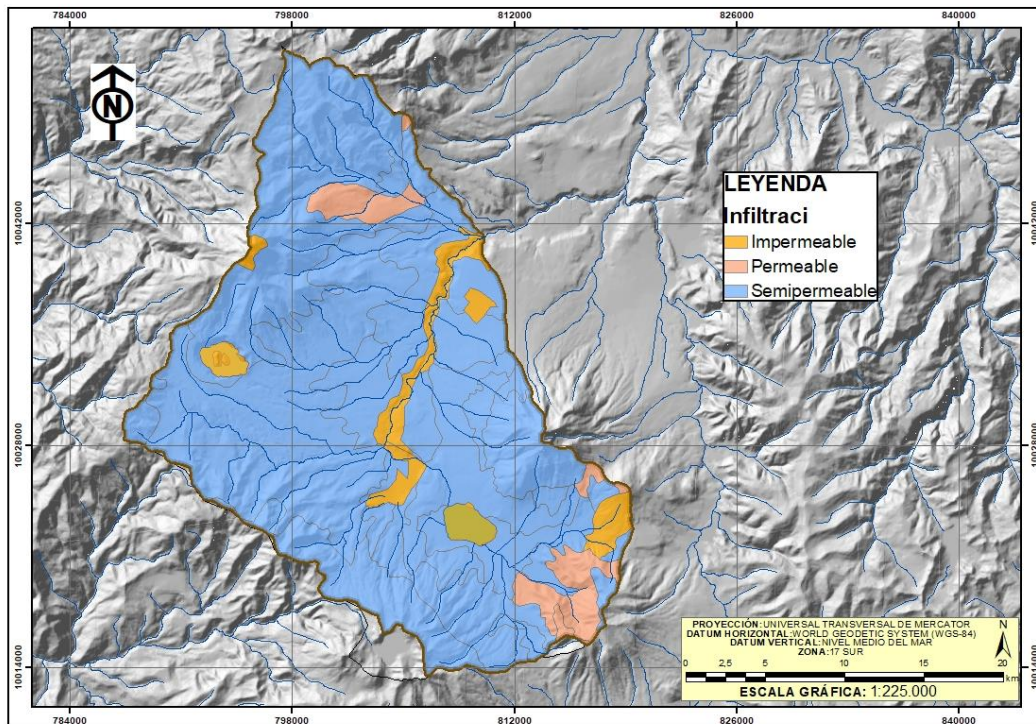 784000 798000 812000 826000 840000
N
LEYENDA
Infiltraci
Impermeable
Permeable
Semipermeable
10042000 10042000
10028000 10028000
10014000 10014000
PROYECCIÓN: UNIVERSAL TRANSVERSAL DE MERCATOR
DATUM HORIZONTAL: WORLD GEODETIC SYSTEM (WGS-84)
DATUM VERTICAL: NIVEL MEDIO DEL MAR
ZONA: 17 SUR
N
0 2,5 5 10 15 20
km
ESCALA GRÁFICA: 1:225.000
784000 798000 812000 826000 840000